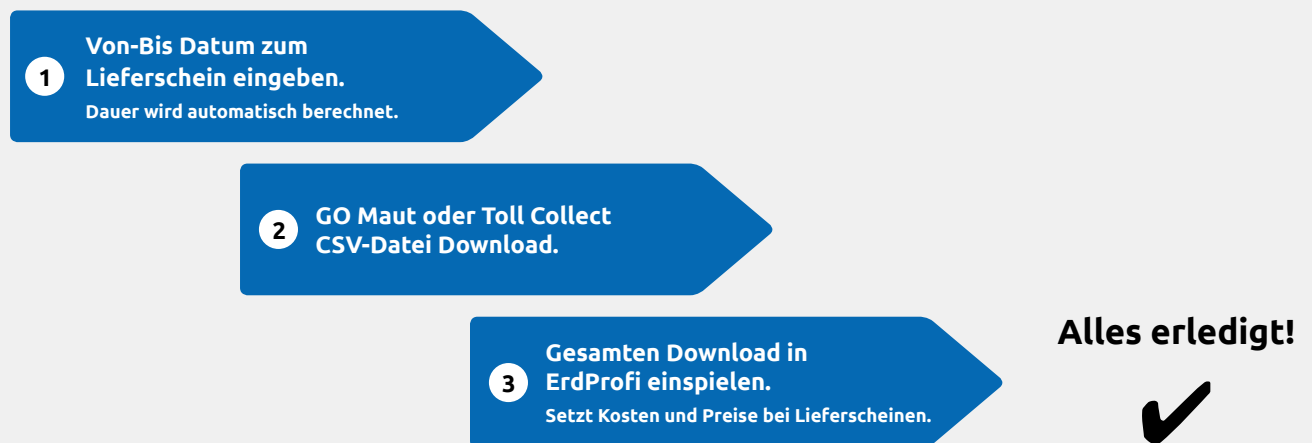 1
Von-Bis Datum zum
Lieferschein eingeben.
Dauer wird automatisch berechnet.
2
GO Maut oder Toll Collect
CSV-Datei Download.
3
Gesamten Download in
ErdProfi einspielen.
Setzt Kosten und Preise bei Lieferscheinen.
Alles erledigt!